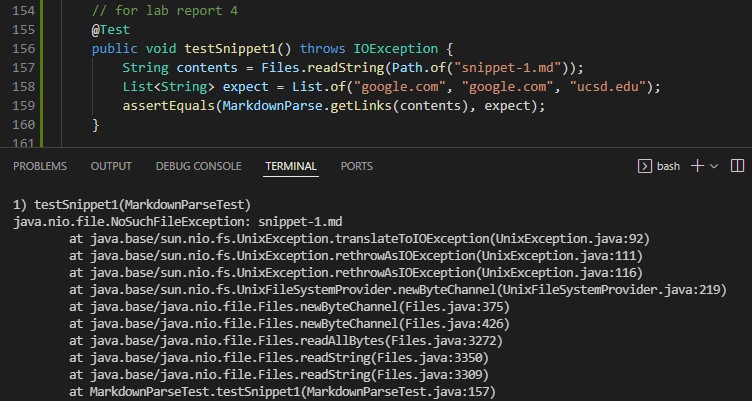 154 // for lab report 4
155 @Test
156 public void testSnippet1() throws IOException {
157 String contents = Files.readString(Path.of("snippet-1.md"));
158 List<String> expect = List.of("google.com", "google.com", "ucsd.edu");
159 assertEquals(MarkdownParse.getLinks(contents), expect);
160 }
161
PROBLEMS OUTPUT DEBUG CONSOLE TERMINAL PORTS bash
1) testSnippet1(MarkdownParseTest)
java.nio.file.NoSuchFileException: snippet-1.md
at java.base/sun.nio.fs.UnixException.translateToIOException(UnixException.java:92)
at java.base/sun.nio.fs.UnixException.rethrowAsIOException(UnixException.java:111)
at java.base/sun.nio.fs.UnixException.rethrowAsIOException(UnixException.java:116)
at java.base/sun.nio.fs.UnixFileSystemProvider.newByteChannel(UnixFileSystemProvider.java:219)
at java.base/java.nio.file.Files.newByteChannel(Files.java:375)
at java.base/java.nio.file.Files.newByteChannel(Files.java:426)
at java.base/java.nio.file.Files.readAllBytes(Files.java:3272)
at java.base/java.nio.file.Files.readString(Files.java:3350)
at java.base/java.nio.file.Files.readString(Files.java:3309)
at MarkdownParseTest.testSnippet1(MarkdownParseTest.java:157)